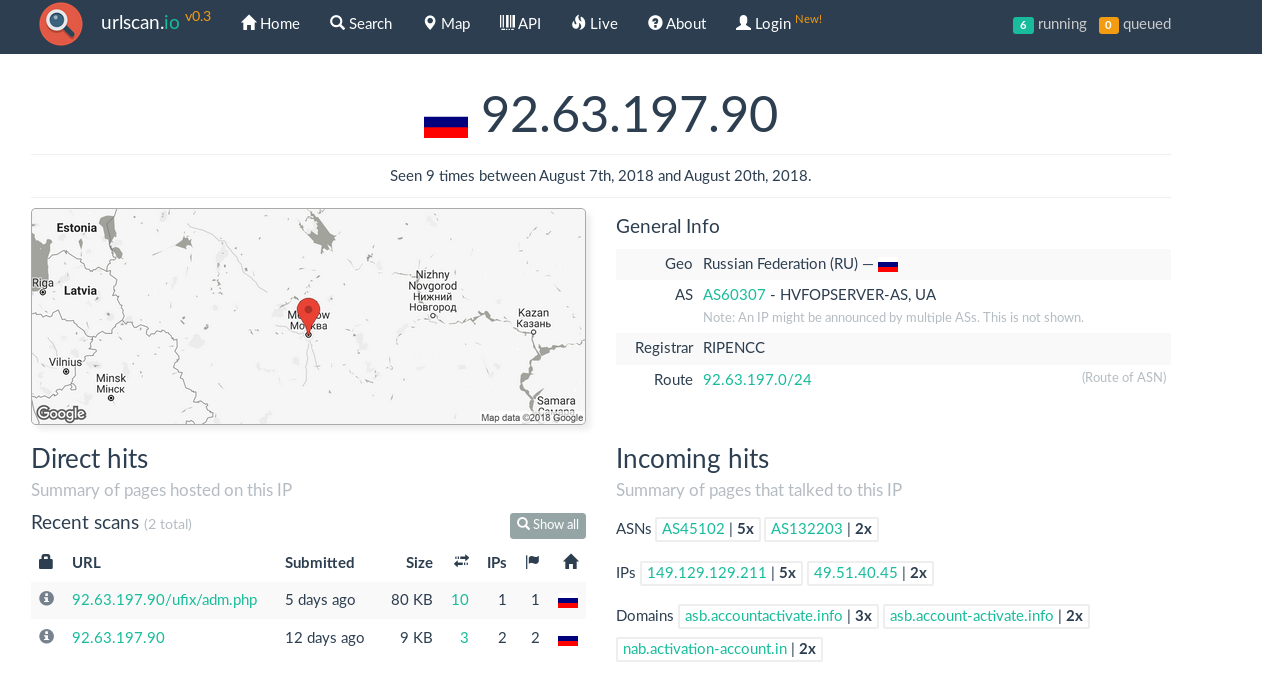 urlscan.io v0.3 Home Search Map API Live About Login New! 6 running 0 queued
92.63.197.90
Seen 9 times between August 7th, 2018 and August 20th, 2018.
Estonia
Riga
Latvia
Vilnius
Minsk
Мінск
Moscow
Москва
Nizhny
Novgorod
Нижний
Новгород
Kazan
Казань
Samara
Самара
Google
Map data ©2018 Google
General Info
Geo Russian Federation (RU) —
AS AS60307 - HVFOPSERVER-AS, UA
Note: An IP might be announced by multiple ASs. This is not shown.
Registrar RIPENCC
Route 92.63.197.0/24 (Route of ASN)
Direct hits
Summary of pages hosted on this IP
Recent scans (2 total) Show all
URL Submitted Size IPs
92.63.197.90/ufix/adm.php 5 days ago 80 KB 10 1 1
92.63.197.90 12 days ago 9 KB 3 2 2
Incoming hits
Summary of pages that talked to this IP
ASNs AS45102 | 5x AS132203 | 2x
IPs 149.129.129.211 | 5x 49.51.40.45 | 2x
Domains asb.accountactivate.info | 3x asb.account-activate.info | 2x
nab.activation-account.in | 2x